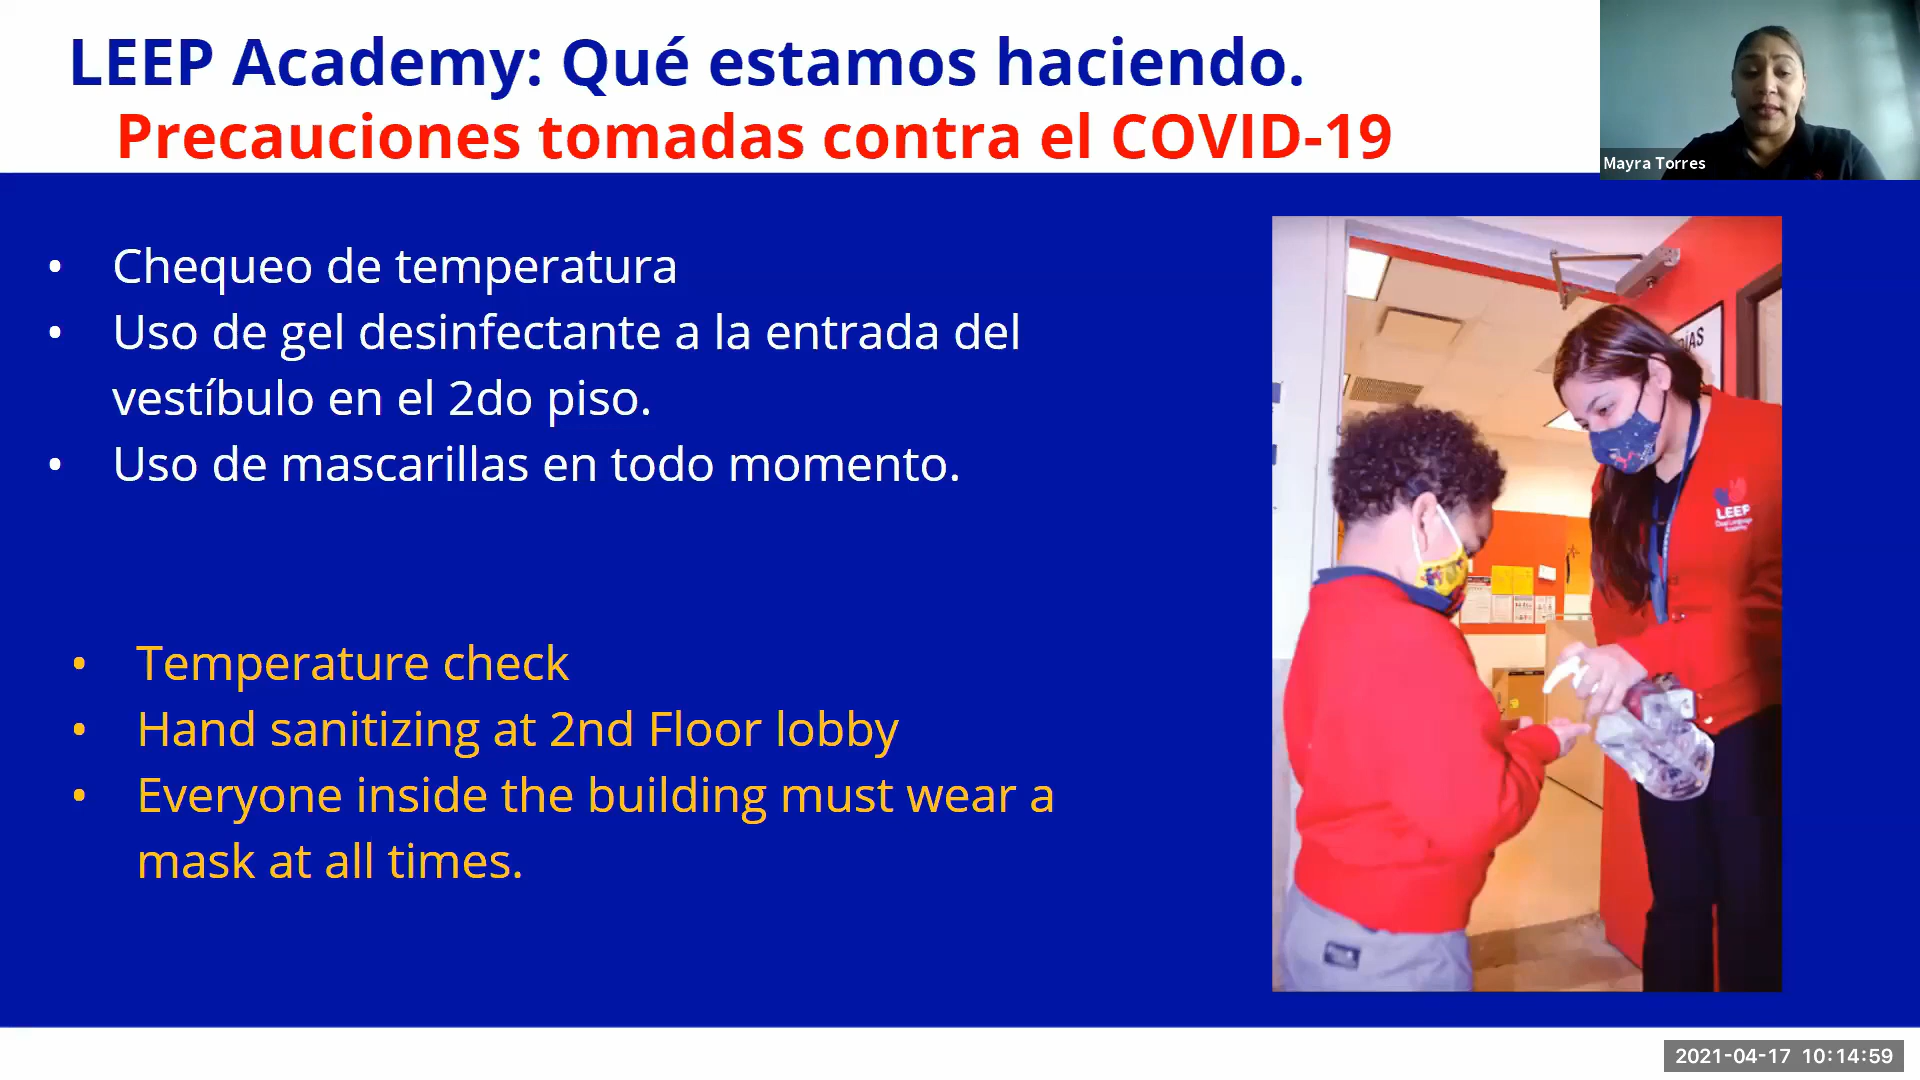 LEEP Academy: Qué estamos haciendo.
Precauciones tomadas contra el COVID-19
Mayra Torres
• Chequeo de temperatura
• Uso de gel desinfectante a la entrada del
vestíbulo en el 2do piso.
• Uso de mascarillas en todo momento.
• Temperature check
• Hand sanitizing at 2nd Floor lobby
• Everyone inside the building must wear a
mask at all times.
LEEP
Dual Language
Academy
2021-04-17 10:14:59